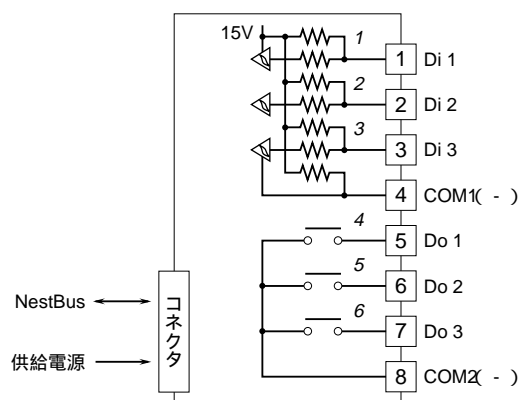 15V
1
1 Di 1
2
2 Di 2
3
3 Di 3
4 COM1( - )
4
5 Do 1
5
6 Do 2
6
7 Do 3
8 COM2( - )
NestBus
コネクタ
供給電源